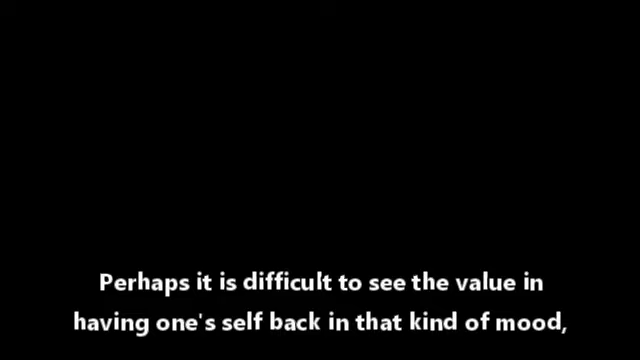 Perhaps it is difficult to see the value in
having one's self back in that kind of mood,